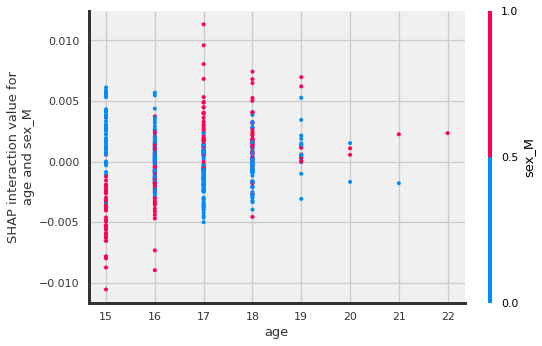 SHAP interaction value for
age and sex_M
0.010
0.005
0.000
−0.005
−0.010
15 16 17 18 19 20 21 22
age
1.0
0.5
0.0
sex_M